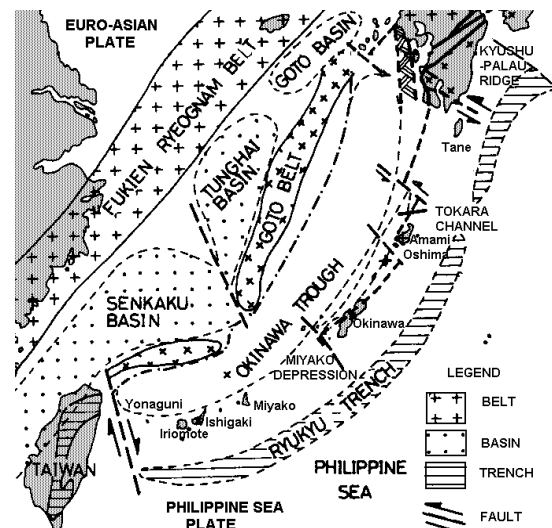 EURO-ASIAN
PLATE
FUKIEN RYEOGNAM BELT
GOTO BASIN
KYUSHU
-PALAU
RIDGE
Tane
TUNGHAI
BASIN
GOTO BELT
TOKARA
CHANNEL
Amami
Oshima
SENKAKU
BASIN
OKINAWA TROUGH
Okinawa
MIYAKO
DEPRESSION
Yonaguni
Ishigaki
Miyako
Iriomote
RYUKYU TRENCH
TAIWAN
PHILIPPINE
SEA
PHILIPPINE SEA
PLATE
LEGEND
BELT
BASIN
TRENCH
FAULT